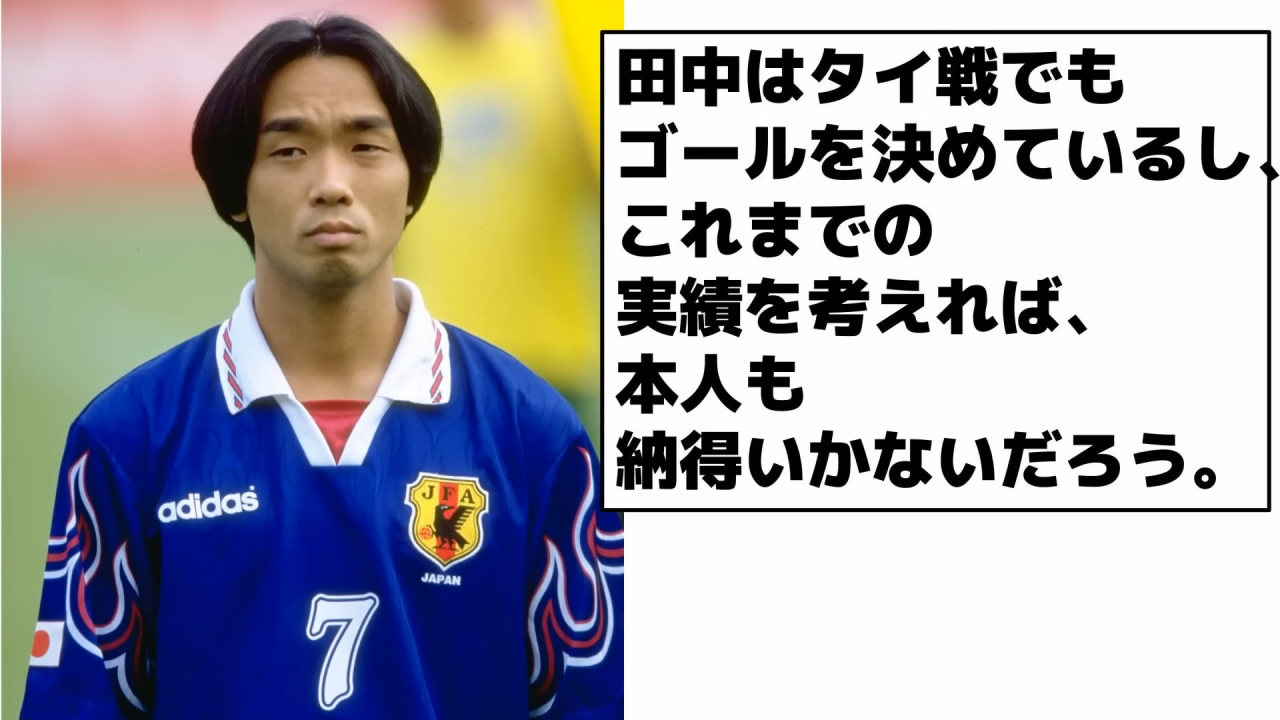 田中はタイ戦でも
ゴールを決めているし、
これまでの
実績を考えれば、
本人も
納得いかないだろう。
adidas
JFA
JAPAN
7